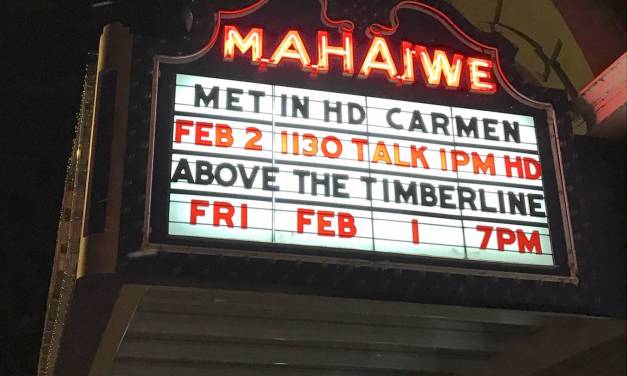 MAHAIWE
MET IN HD CARMEN
FEB 2 1130 TALK 1PM HD
ABOVE THE TIMBERLINE
FRI FEB 1 7PM